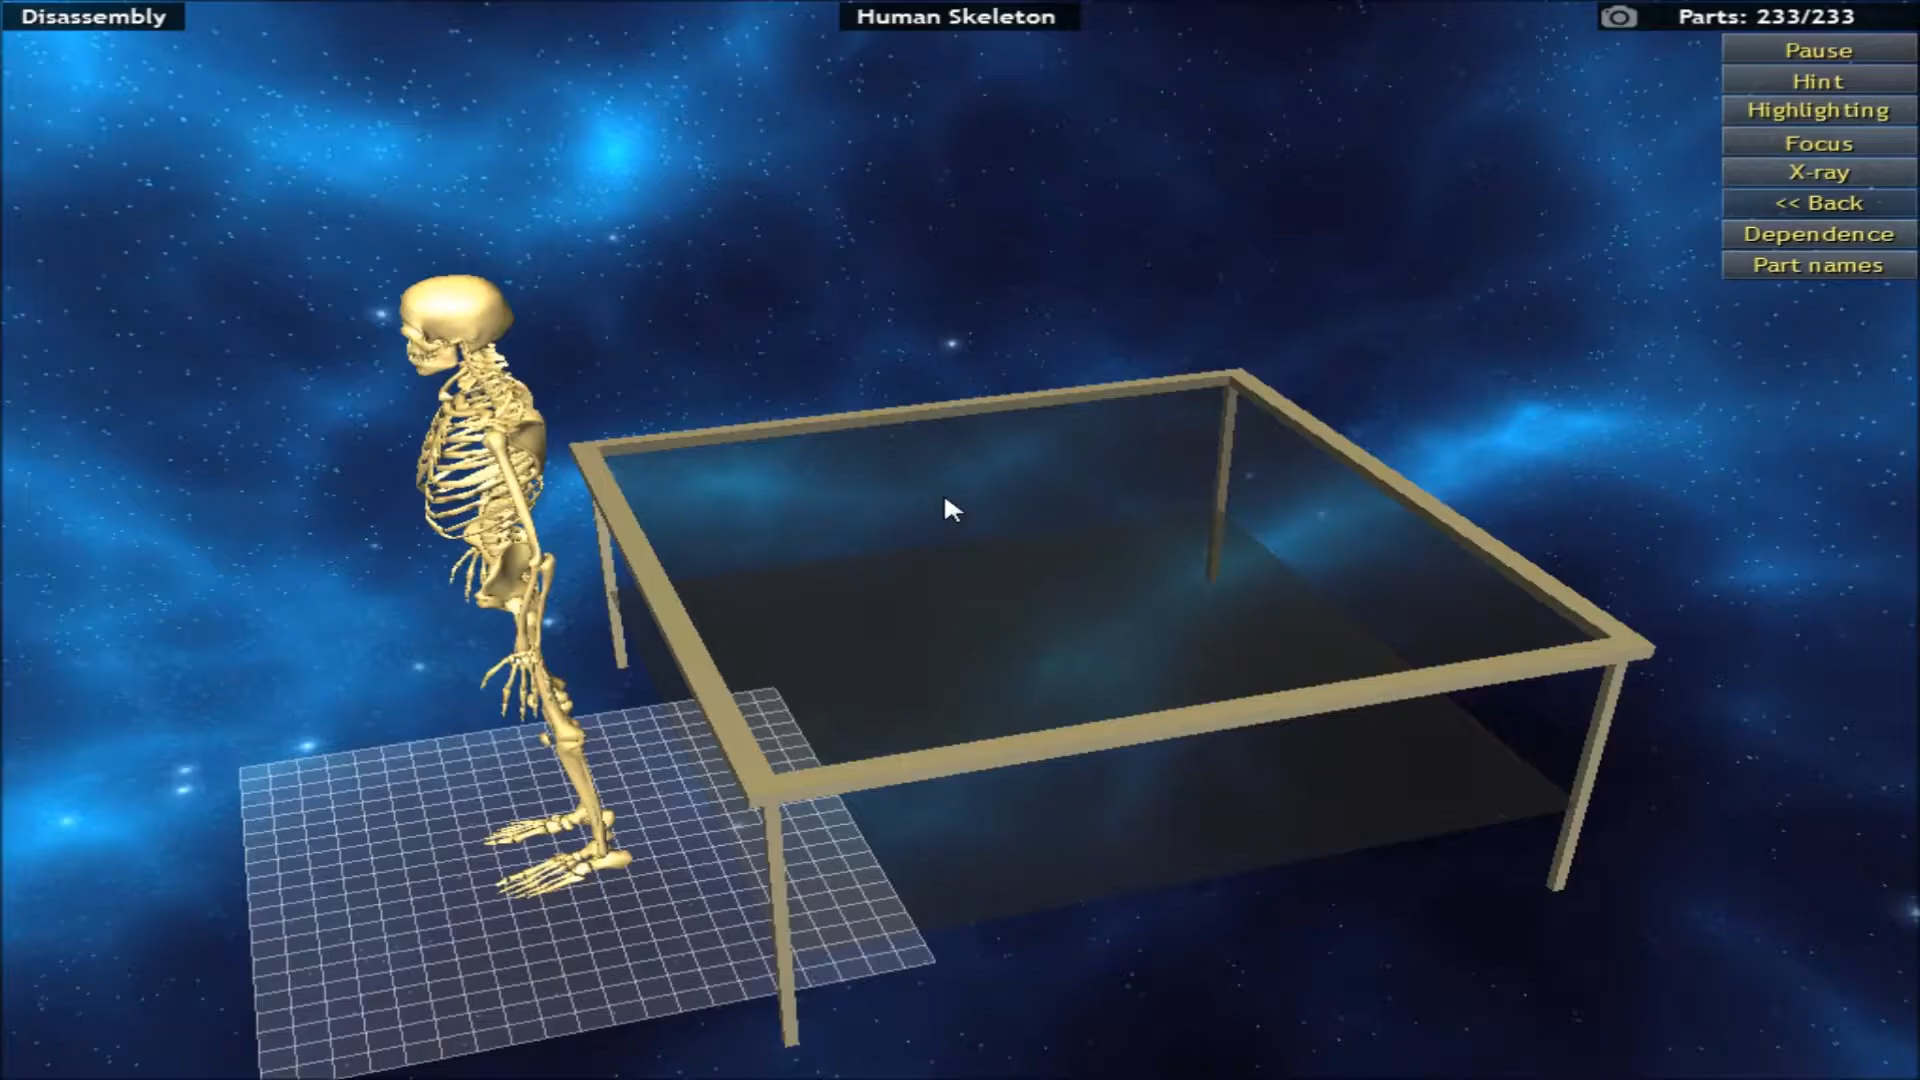 Disassembly
Human Skeleton
Parts: 233/233
Pause
Hint
Highlighting
Focus
X-ray
<< Back
Dependence
Part names